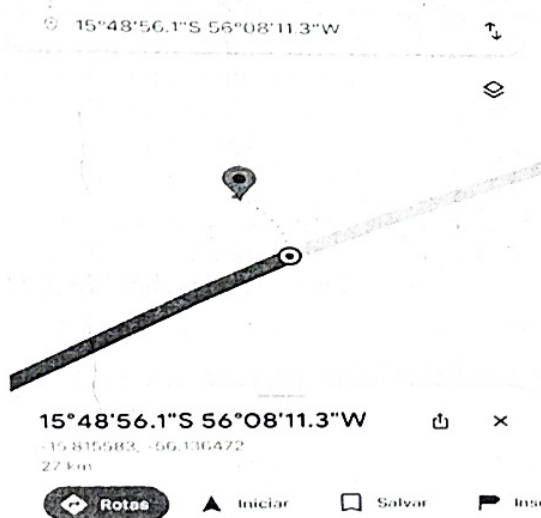 15°48'56.1"S 56°08'11.3"W
15°48'56.1"S 56°08'11.3"W
-15.815583, -56.136472
27 km
Rotas Iniciar Salvar Inse